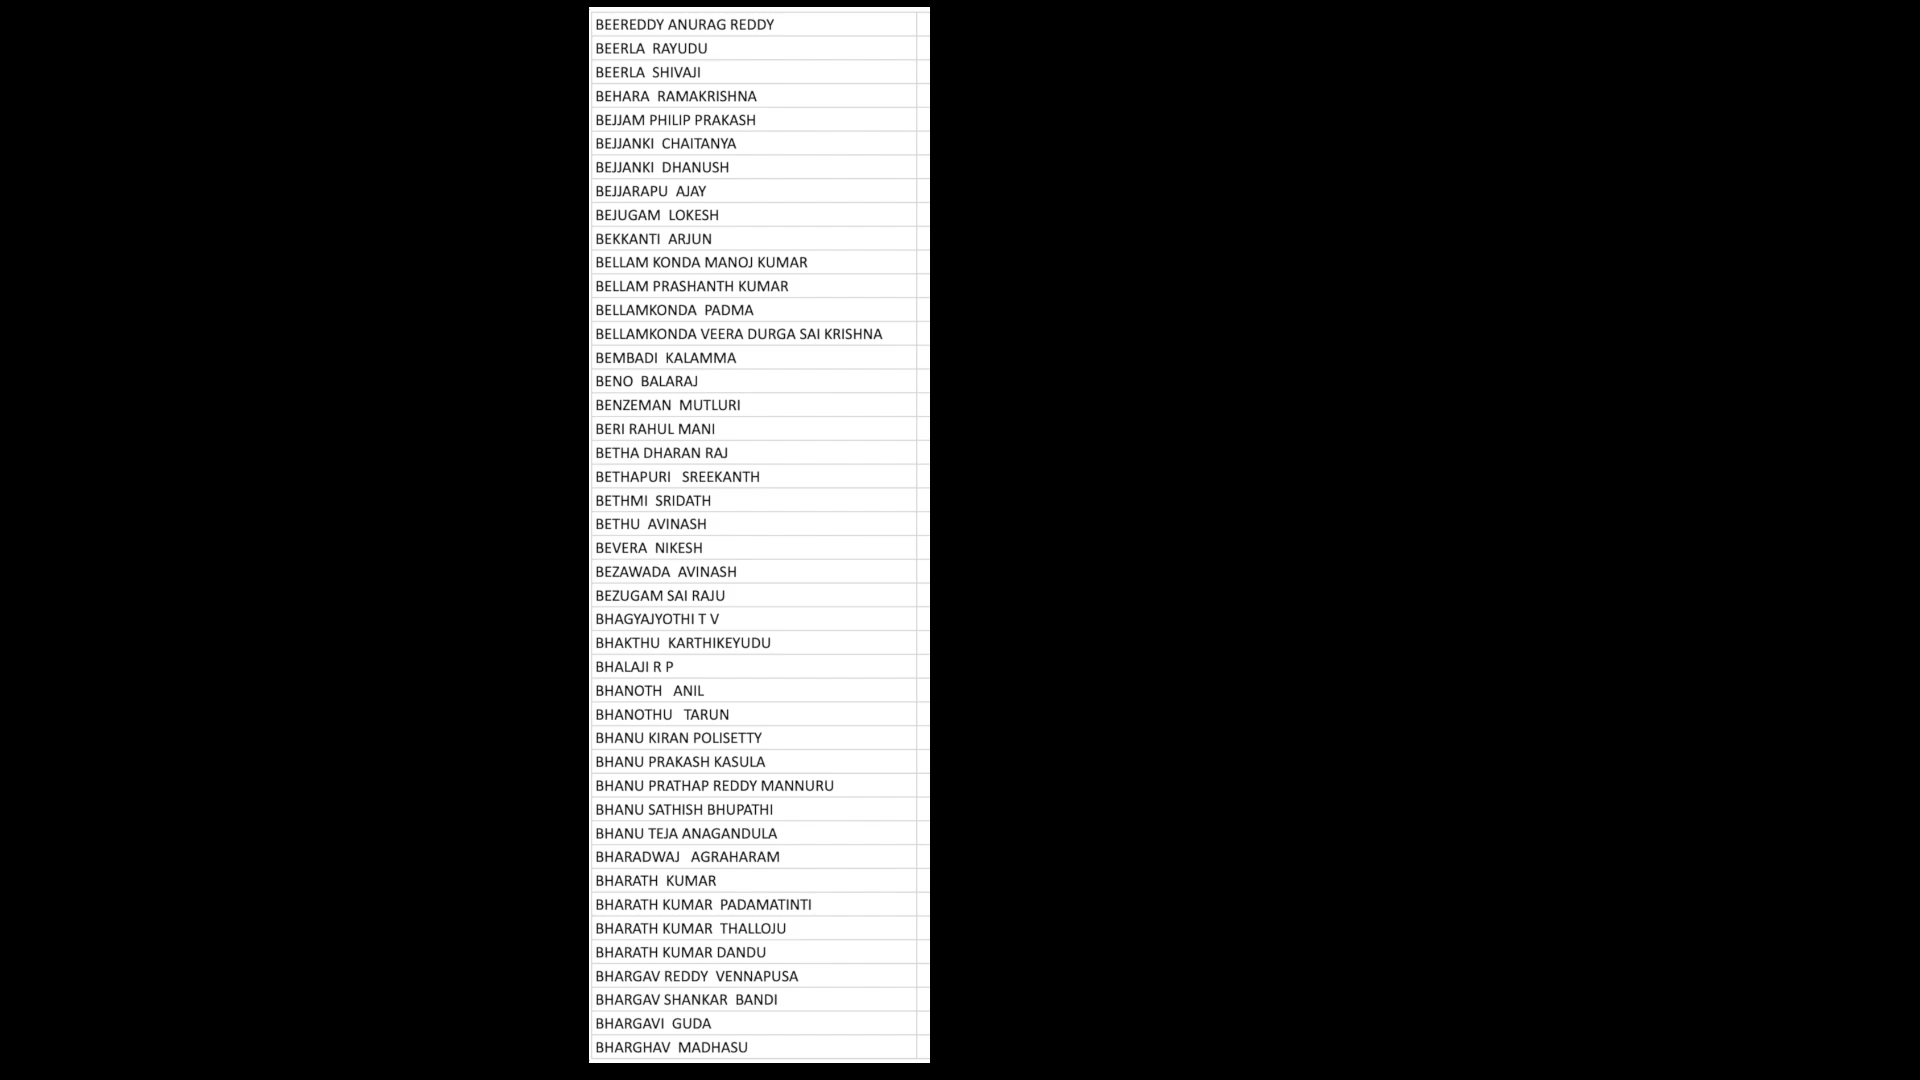 BEEREDDY ANURAG REDDY
BEERLA  RAYUDU
BEERLA  SHIVAJI
BEHARA  RAMAKRISHNA
BEJJAM PHILIP PRAKASH
BEJJANKI  CHAITANYA
BEJJANKI  DHANUSH
BEJJARAPU  AJAY
BEJUGAM  LOKESH
BEKKANTI  ARJUN
BELLAM KONDA MANOJ KUMAR
BELLAM PRASHANTH KUMAR
BELLAMKONDA  PADMA
BELLAMKONDA VEERA DURGA SAI KRISHNA
BEMBADI  KALAMMA
BENO  BALARAJ
BENZEMAN  MUTLURI
BERI RAHUL MANI
BETHA DHARAN RAJ
BETHAPURI   SREEKANTH
BETHMI  SRIDATH
BETHU  AVINASH
BEVERA  NIKESH
BEZAWADA  AVINASH
BEZUGAM SAI RAJU
BHAGYAJYOTHI T V
BHAKTHU  KARTHIKEYUDU
BHALAJI R P
BHANOTH   ANIL
BHANOTHU   TARUN
BHANU KIRAN POLISETTY
BHANU PRAKASH KASULA
BHANU PRATHAP REDDY MANNURU
BHANU SATHISH BHUPATHI
BHANU TEJA ANAGANDULA
BHARADWAJ   AGRAHARAM
BHARATH  KUMAR
BHARATH KUMAR  PADAMATINTI
BHARATH KUMAR  THALLOJU
BHARATH KUMAR DANDU
BHARGAV REDDY  VENNAPUSA
BHARGAV SHANKAR  BANDI
BHARGAVI  GUDA
BHARGHAV  MADHASU